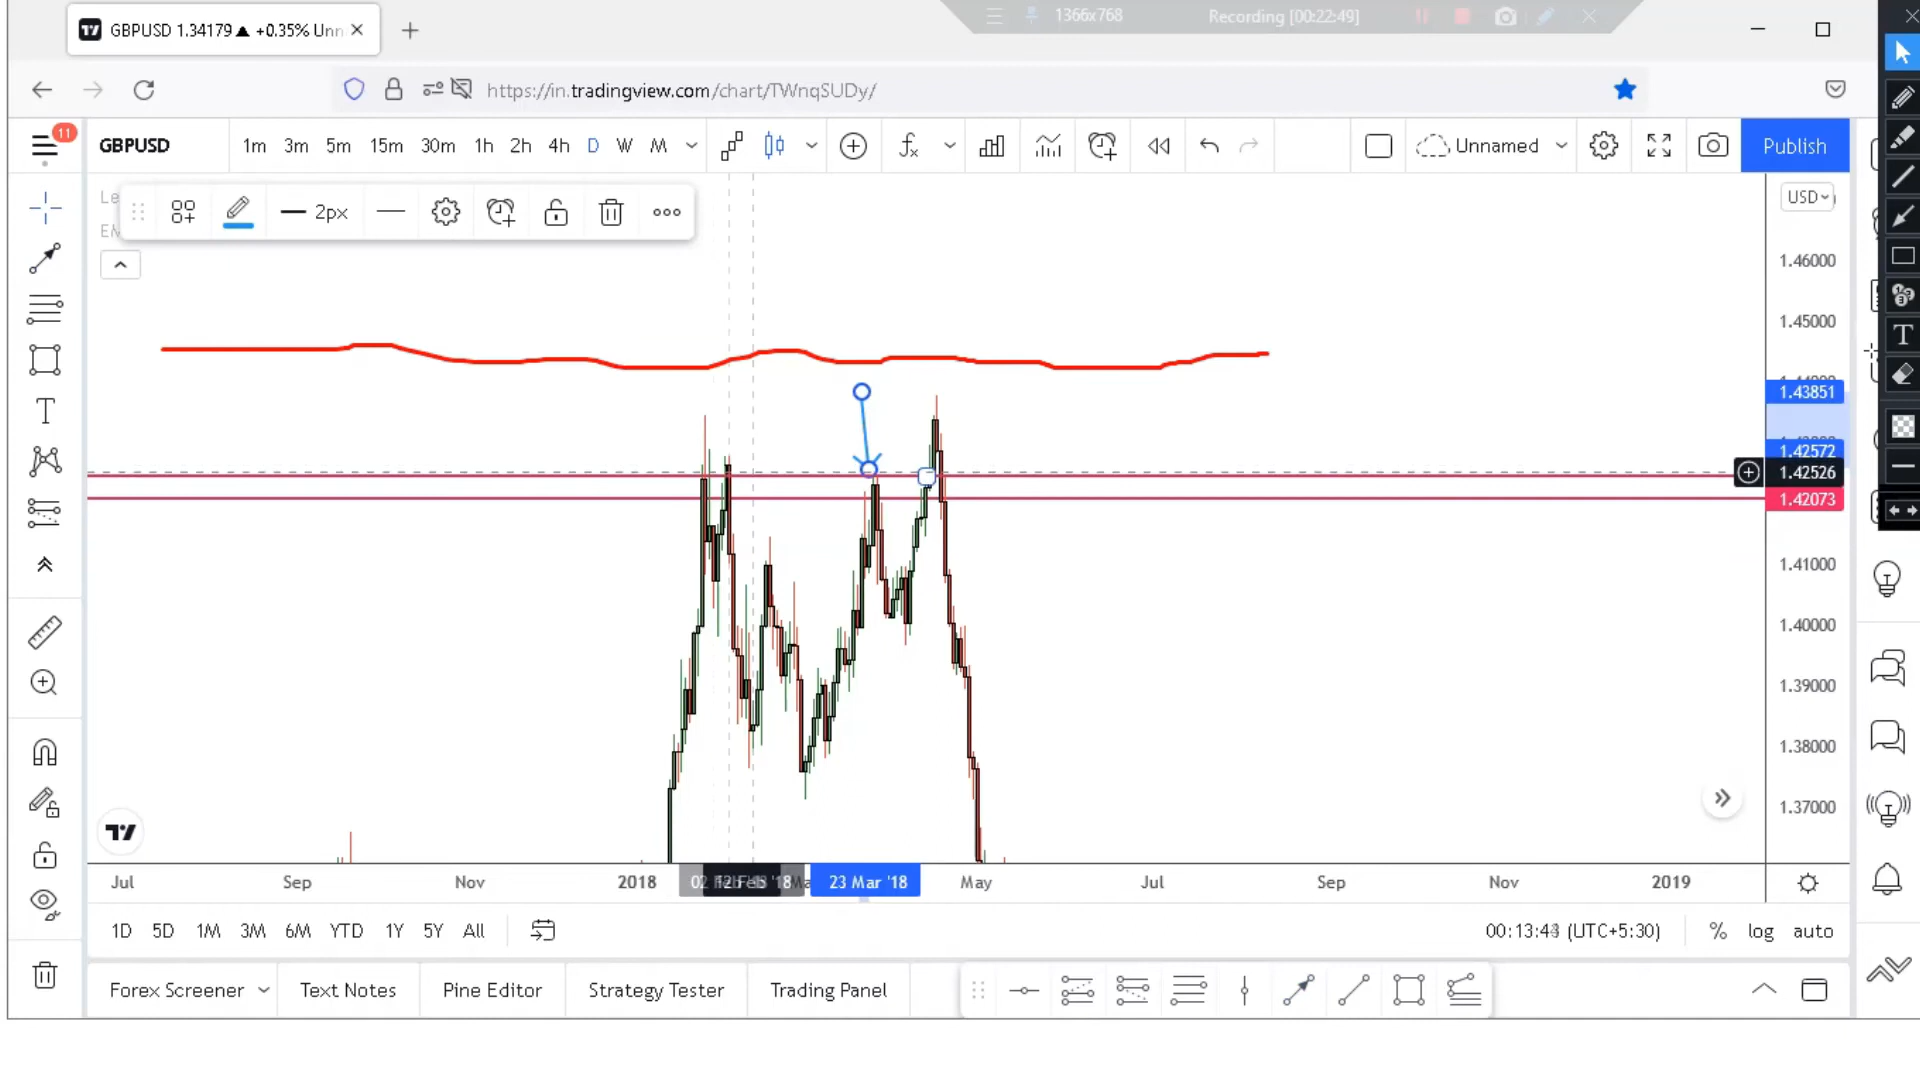 1366x768 Recording [00:22:49]
GBPUSD 1.34179 ▲ +0.35% Unn
https://in.tradingview.com/chart/TWnqSUDy/
11
GBPUSD 1m 3m 5m 15m 30m 1h 2h 4h D W M Unnamed Publish
2px
USD
1.46000
1.45000
1.43851
1.42572
1.42526
1.42073
1.41000
1.40000
1.39000
1.38000
1.37000
Jul Sep Nov 2018 23 Mar '18 May Jul Sep Nov 2019
1D 5D 1M 3M 6M YTD 1Y 5Y All (UTC+5:30) % log auto
Forex Screener Text Notes Pine Editor Strategy Tester Trading Panel